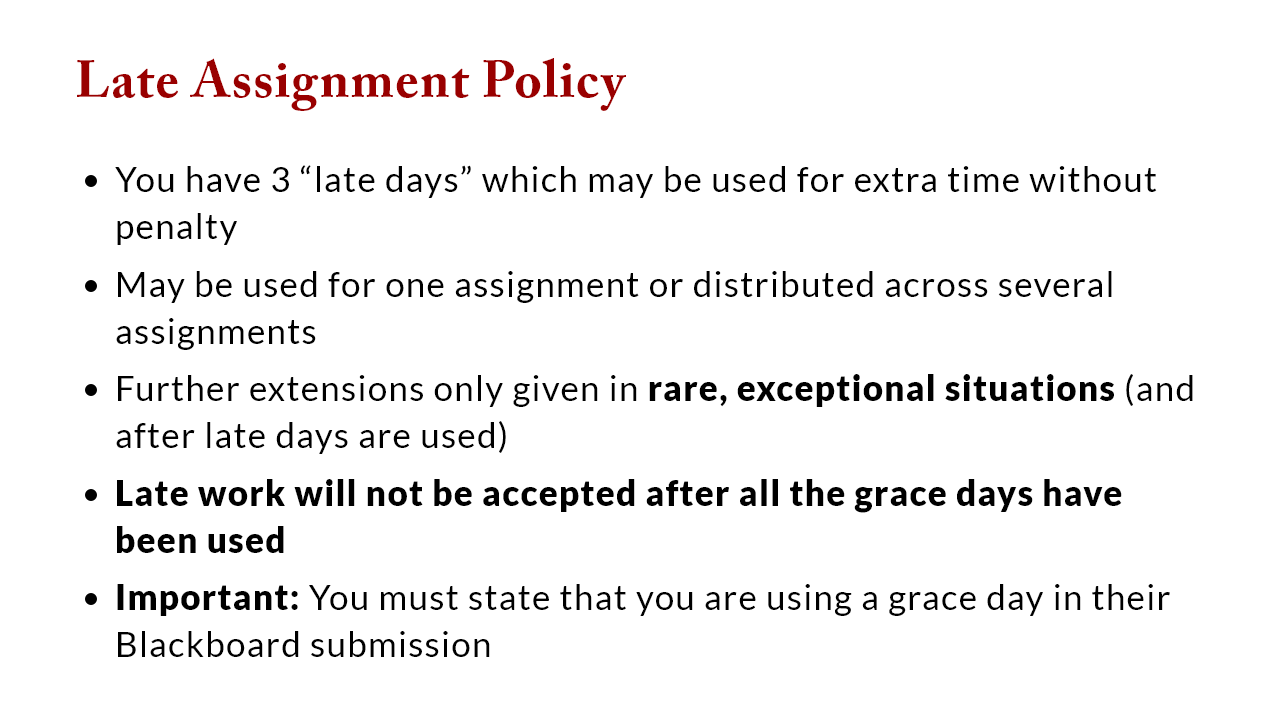 Late Assignment Policy
• You have 3 “late days” which may be used for extra time without
penalty
• May be used for one assignment or distributed across several
assignments
• Further extensions only given in rare, exceptional situations (and
after late days are used)
• Late work will not be accepted after all the grace days have
been used
• Important: You must state that you are using a grace day in their
Blackboard submission